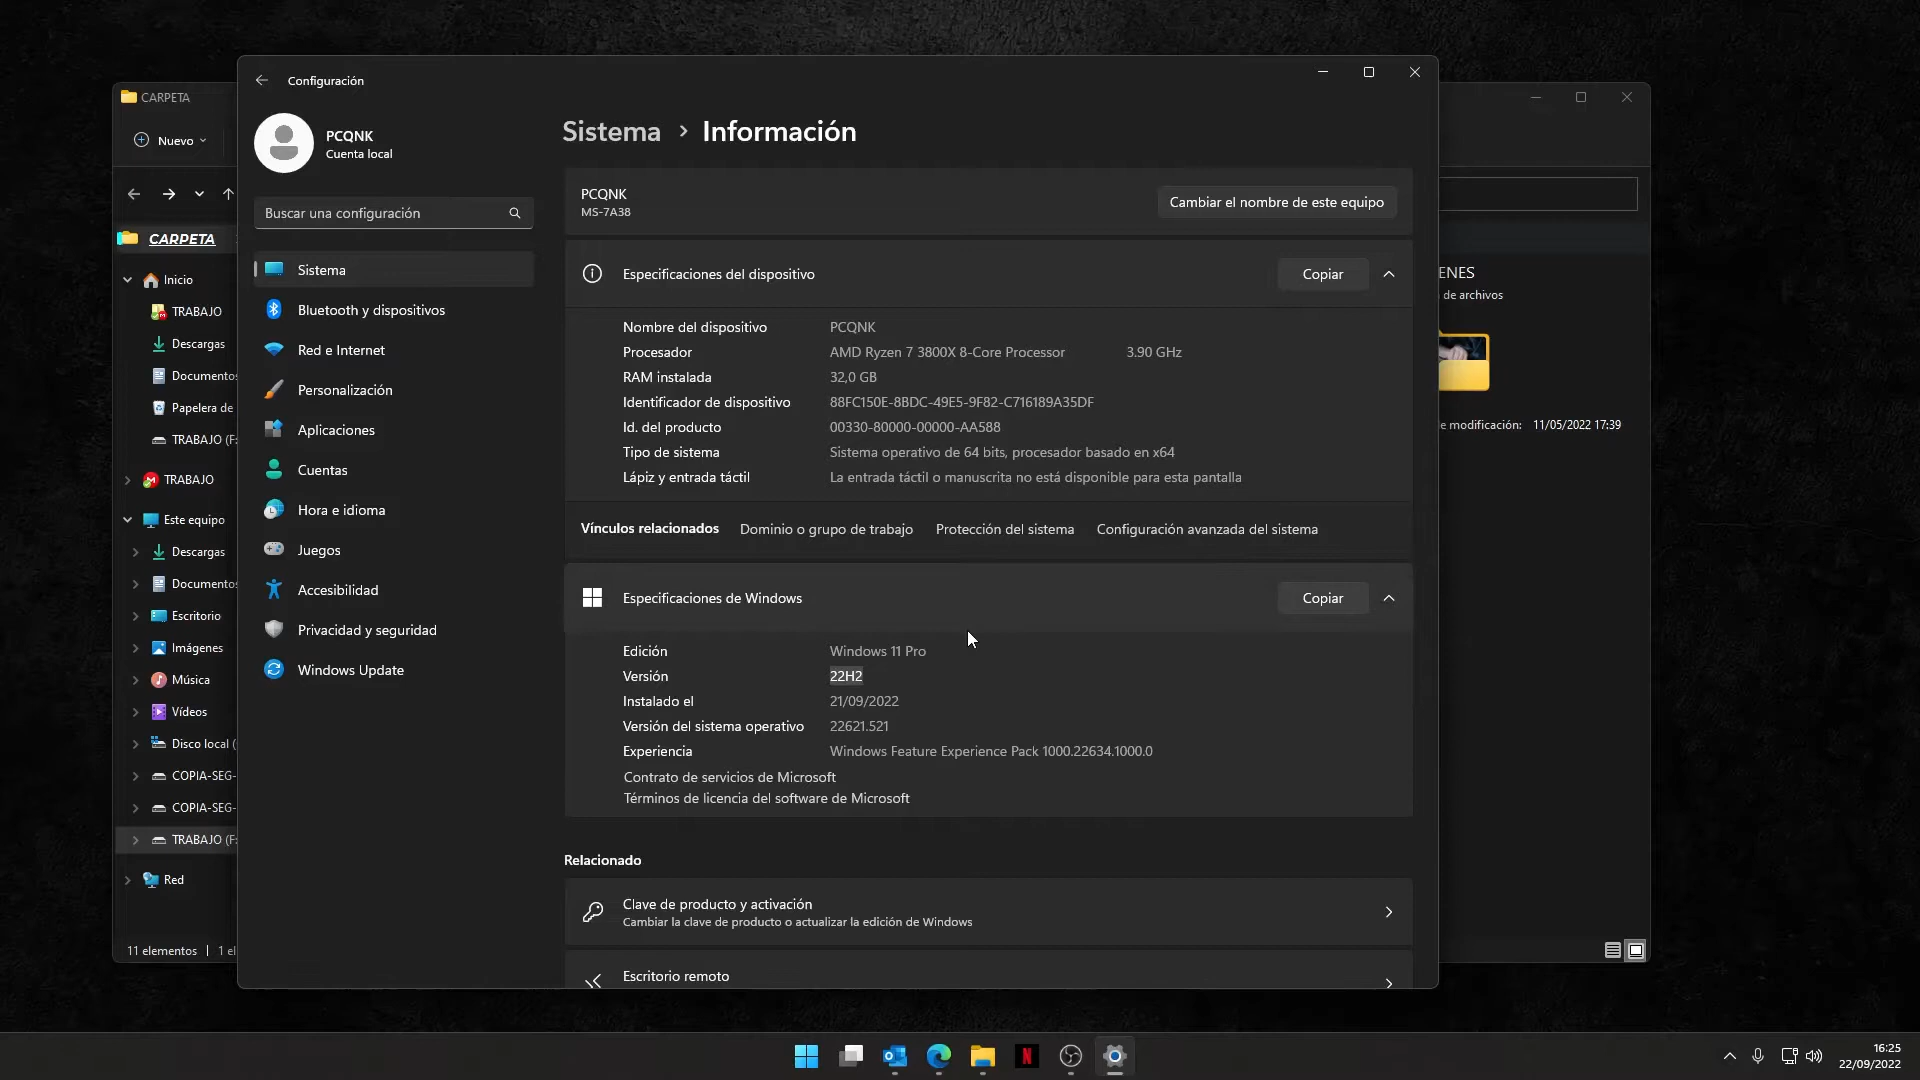 CARPETA
Nuevo
CARPETA
Inicio
TRABAJO
Descargas
Documentos
Papelera de
TRABAJO (F:
TRABAJO
Este equipo
Descargas
Documentos
Escritorio
Imágenes
Música
Vídeos
Disco local (
COPIA-SEG-
COPIA-SEG-
TRABAJO (F:
Red
11 elementos
1 el
Configuración
PCQNK
Cuenta local
Buscar una configuración
Sistema
Bluetooth y dispositivos
Red e Internet
Personalización
Aplicaciones
Cuentas
Hora e idioma
Juegos
Accesibilidad
Privacidad y seguridad
Windows Update
Sistema > Información
PCQNK
MS-7A38
Cambiar el nombre de este equipo
Especificaciones del dispositivo
Copiar
Nombre del dispositivo PCQNK
Procesador AMD Ryzen 7 3800X 8-Core Processor 3.90 GHz
RAM instalada 32,0 GB
Identificador de dispositivo 88FC150E-8BDC-49E5-9F82-C716189A35DF
Id. del producto 00330-80000-00000-AA588
Tipo de sistema Sistema operativo de 64 bits, procesador basado en x64
Lápiz y entrada táctil La entrada táctil o manuscrita no está disponible para esta pantalla
Vínculos relacionados Dominio o grupo de trabajo Protección del sistema Configuración avanzada del sistema
Especificaciones de Windows
Copiar
Edición Windows 11 Pro
Versión 22H2
Instalado el 21/09/2022
Versión del sistema operativo 22621.521
Experiencia Windows Feature Experience Pack 1000.22634.1000.0
Contrato de servicios de Microsoft
Términos de licencia del software de Microsoft
Relacionado
Clave de producto y activación
Cambiar la clave de producto o actualizar la edición de Windows
Escritorio remoto
ENES
de archivos
e modificación: 11/05/2022 17:39
N
16:25
22/09/2022